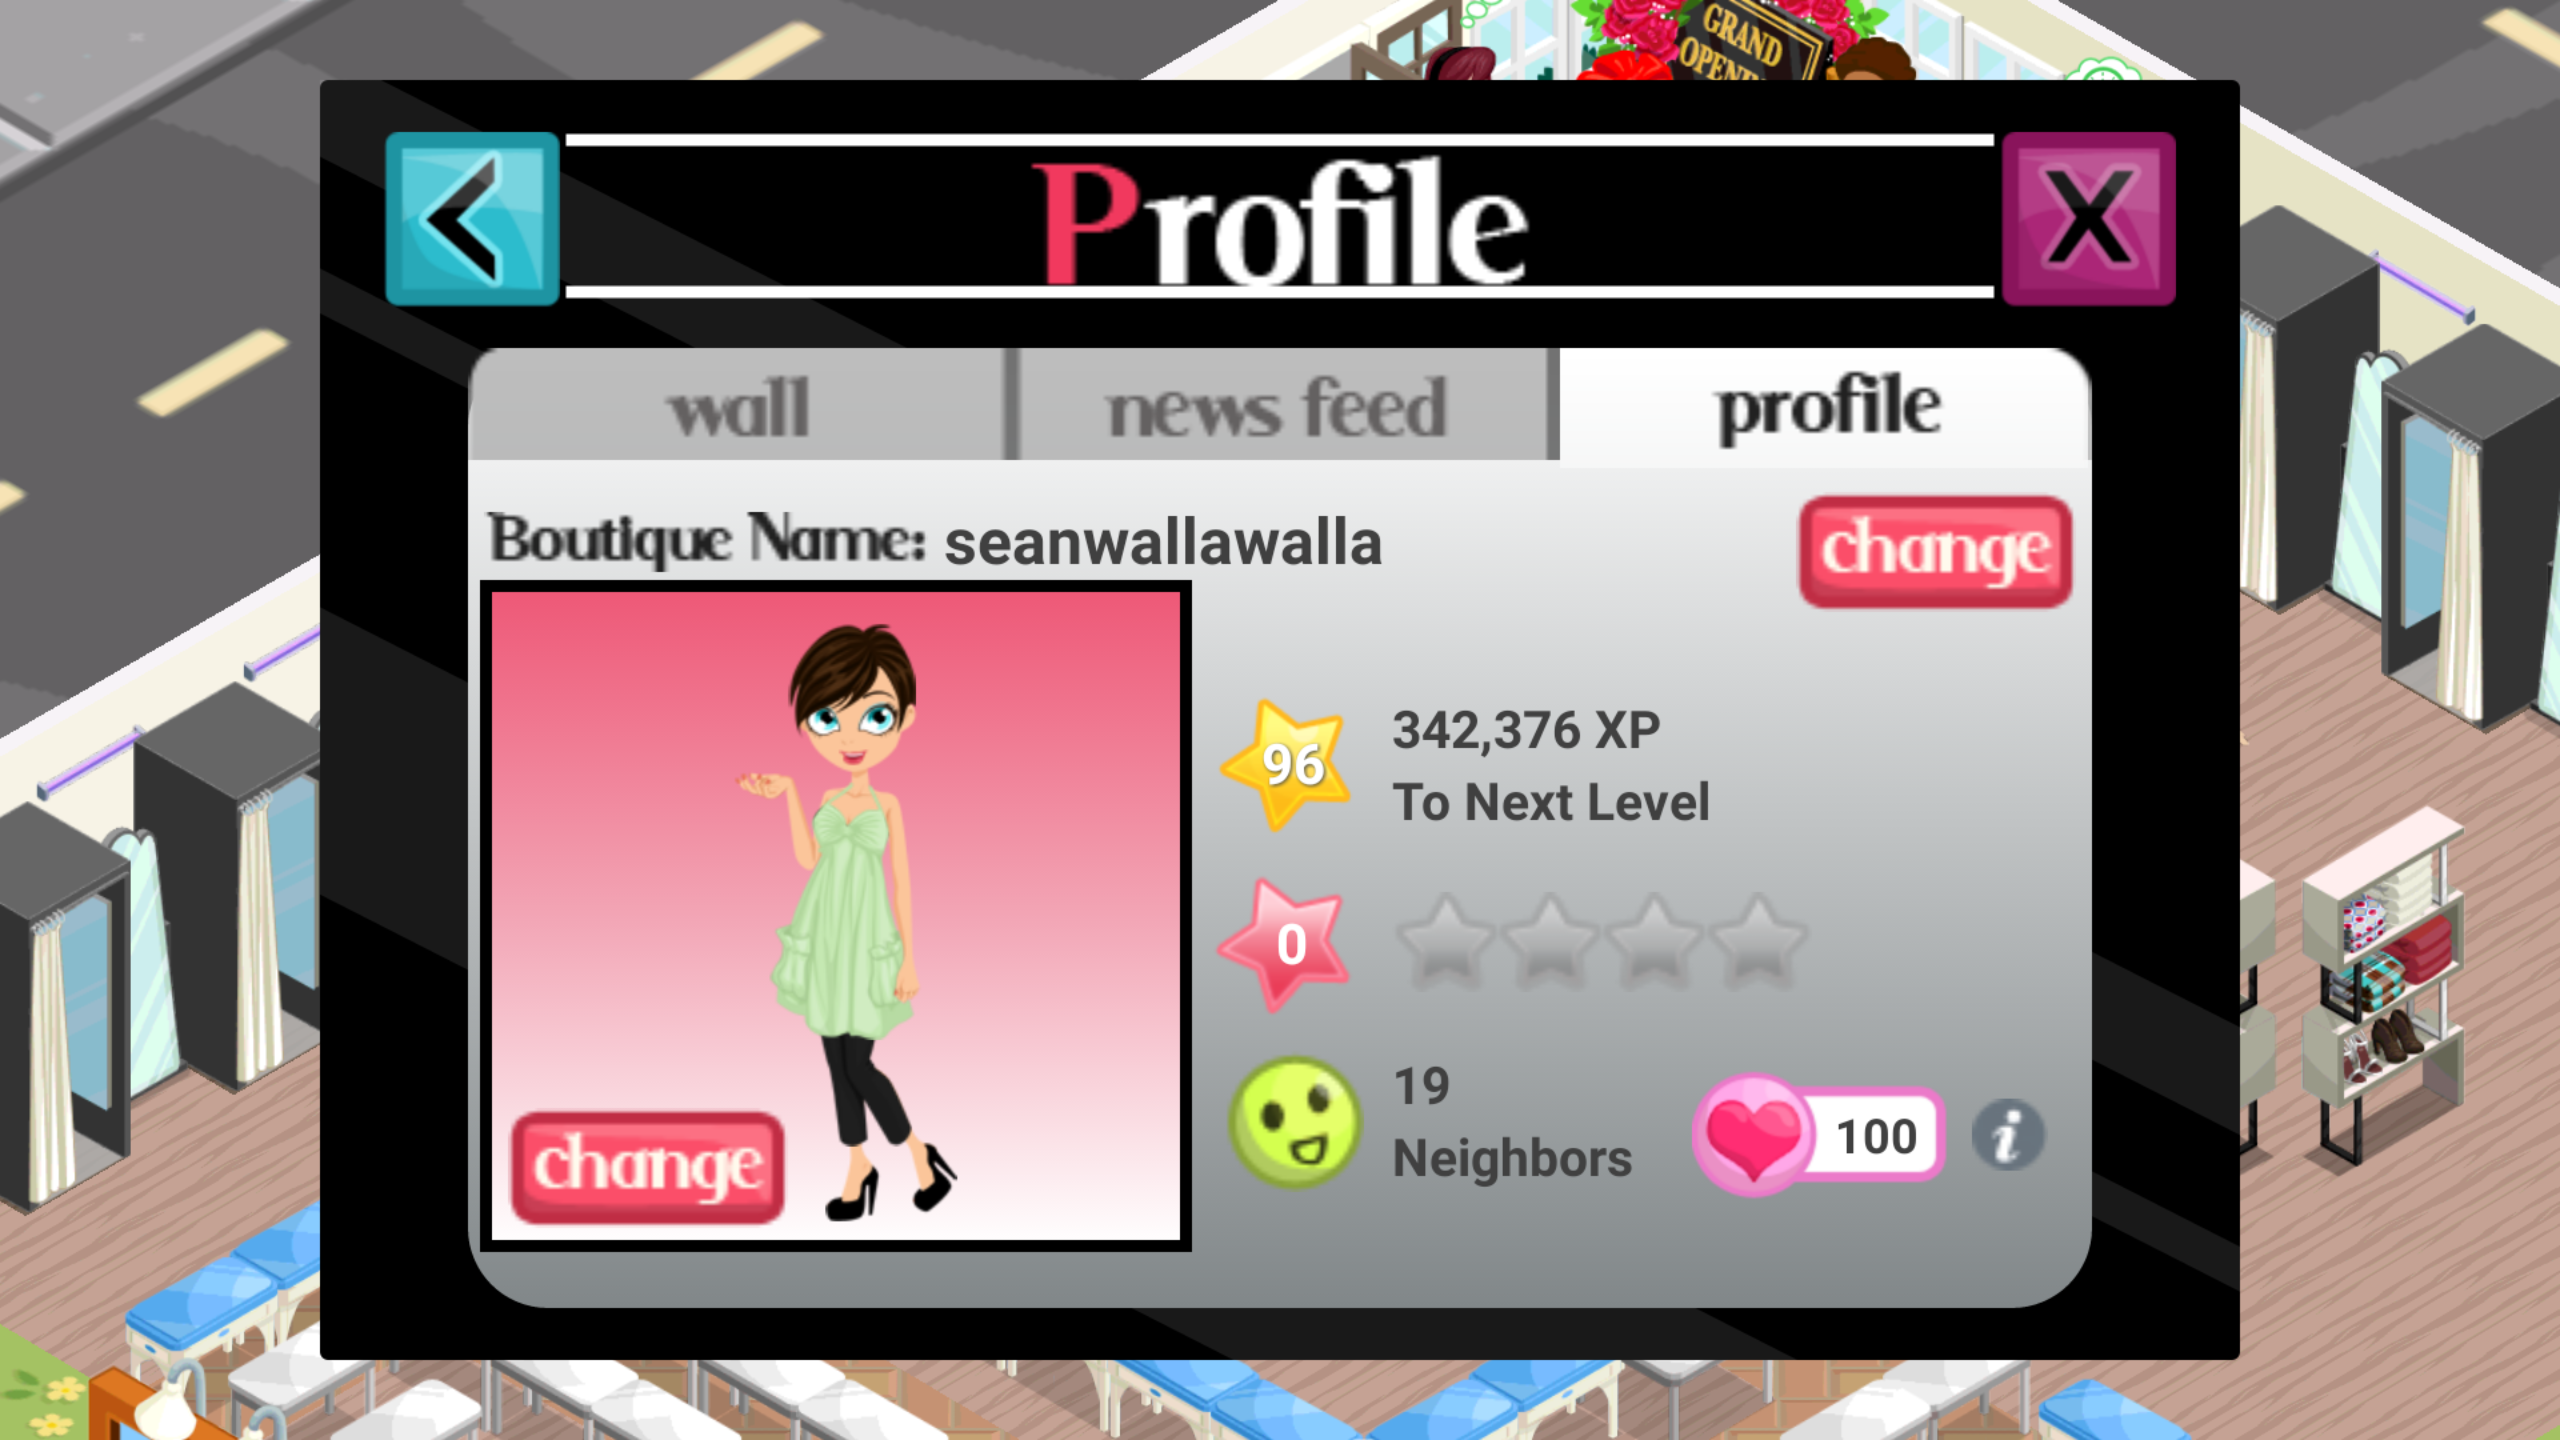 GRAND
Profile
X
wall
news feed
profile
Boutique Name: seanwallawalla
change
96
342,376 XP
To Next Level
0
19
Neighbors
100
i
change